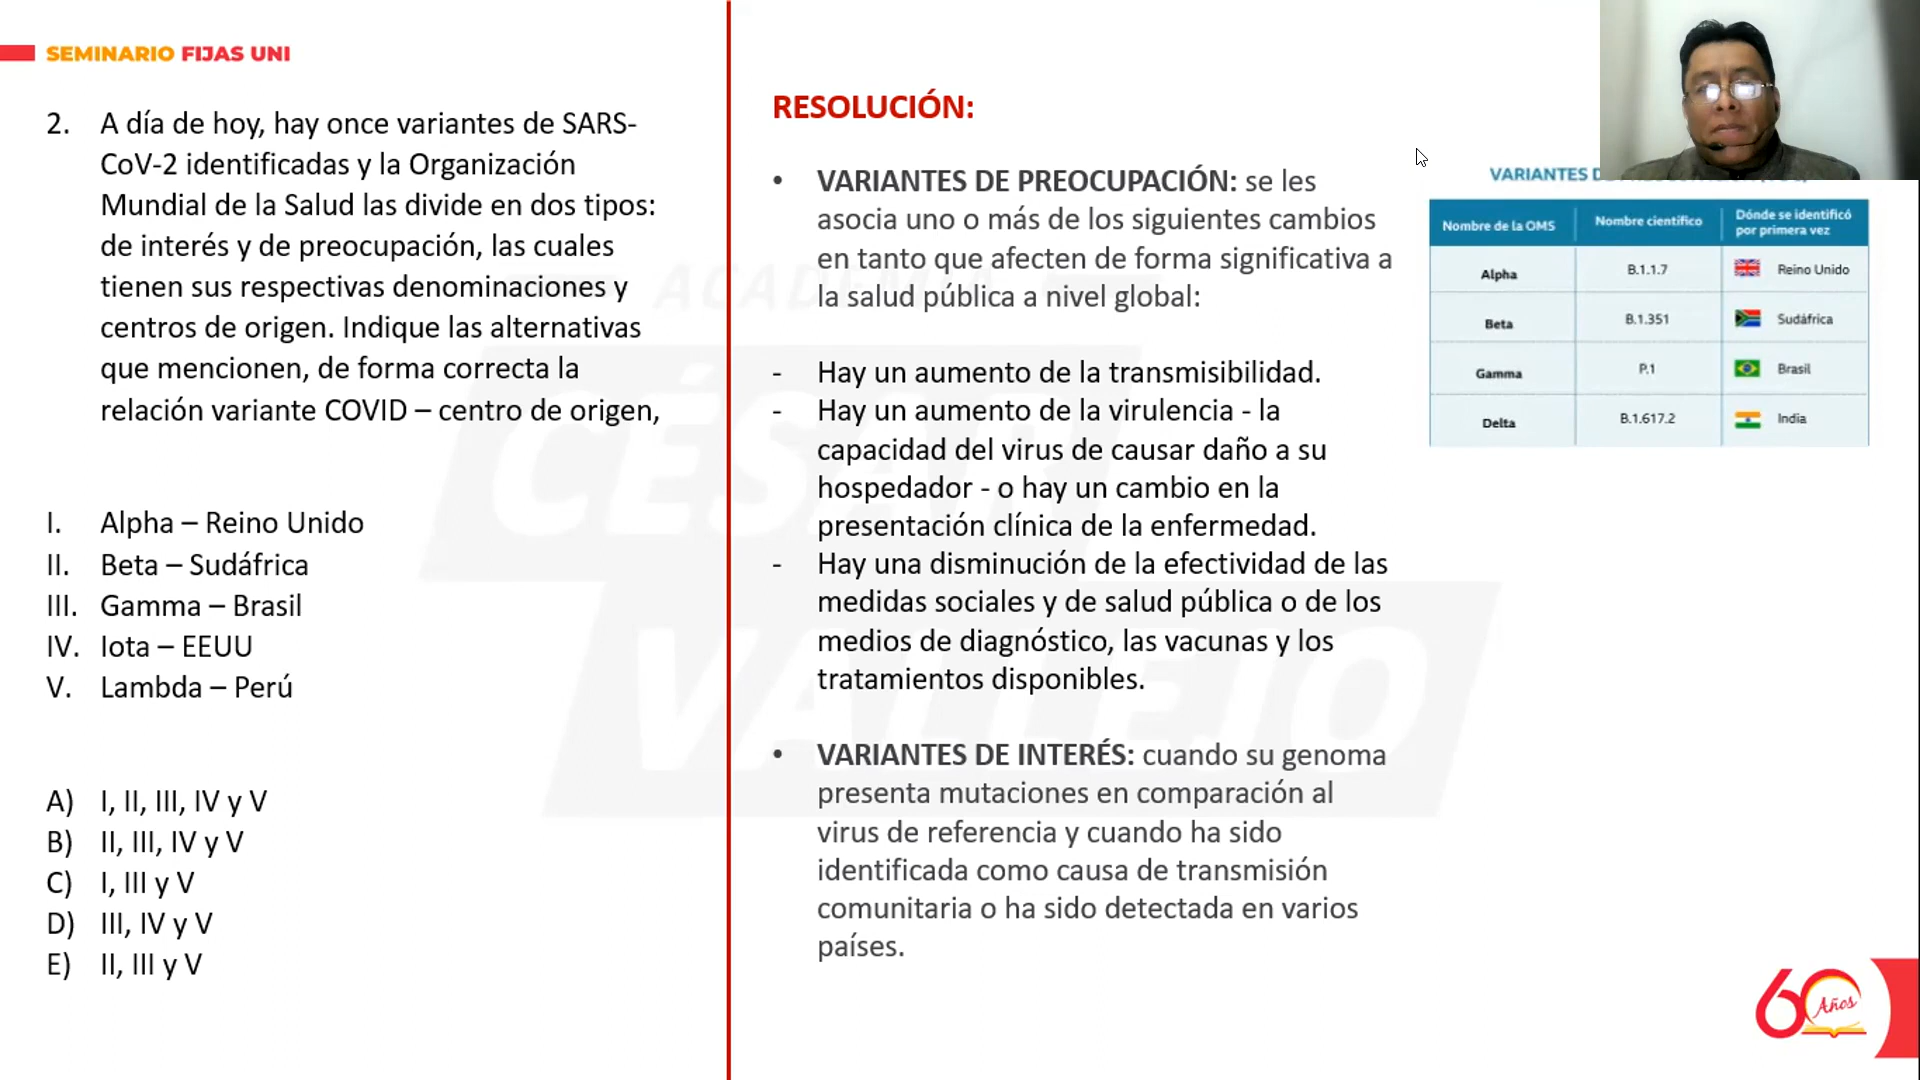 SEMINARIO FIJAS UNI
2. A día de hoy, hay once variantes de SARS-
CoV-2 identificadas y la Organización
Mundial de la Salud las divide en dos tipos:
de interés y de preocupación, las cuales
tienen sus respectivas denominaciones y
centros de origen. Indique las alternativas
que mencionen, de forma correcta la
relación variante COVID – centro de origen,
I. Alpha – Reino Unido
II. Beta – Sudáfrica
III. Gamma – Brasil
IV. Iota – EEUU
V. Lambda – Perú
A) I, II, III, IV y V
B) II, III, IV y V
C) I, III y V
D) III, IV y V
E) II, III y V
RESOLUCIÓN:
• VARIANTES DE PREOCUPACIÓN: se les
asocia uno o más de los siguientes cambios
en tanto que afecten de forma significativa a
la salud pública a nivel global:
- Hay un aumento de la transmisibilidad.
- Hay un aumento de la virulencia - la
capacidad del virus de causar daño a su
hospedador - o hay un cambio en la
presentación clínica de la enfermedad.
- Hay una disminución de la efectividad de las
medidas sociales y de salud pública o de los
medios de diagnóstico, las vacunas y los
tratamientos disponibles.
• VARIANTES DE INTERÉS: cuando su genoma
presenta mutaciones en comparación al
virus de referencia y cuando ha sido
identificada como causa de transmisión
comunitaria o ha sido detectada en varios
países.
VARIANTES
Nombre de la OMS Nombre científico Dónde se identificó
por primera vez
Alpha B.1.1.7 Reino Unido
Beta B.1.351 Sudáfrica
Gamma P.1 Brasil
Delta B.1.617.2 India
ACADEMIA
CÉSAR
VALLEJO
60 Años